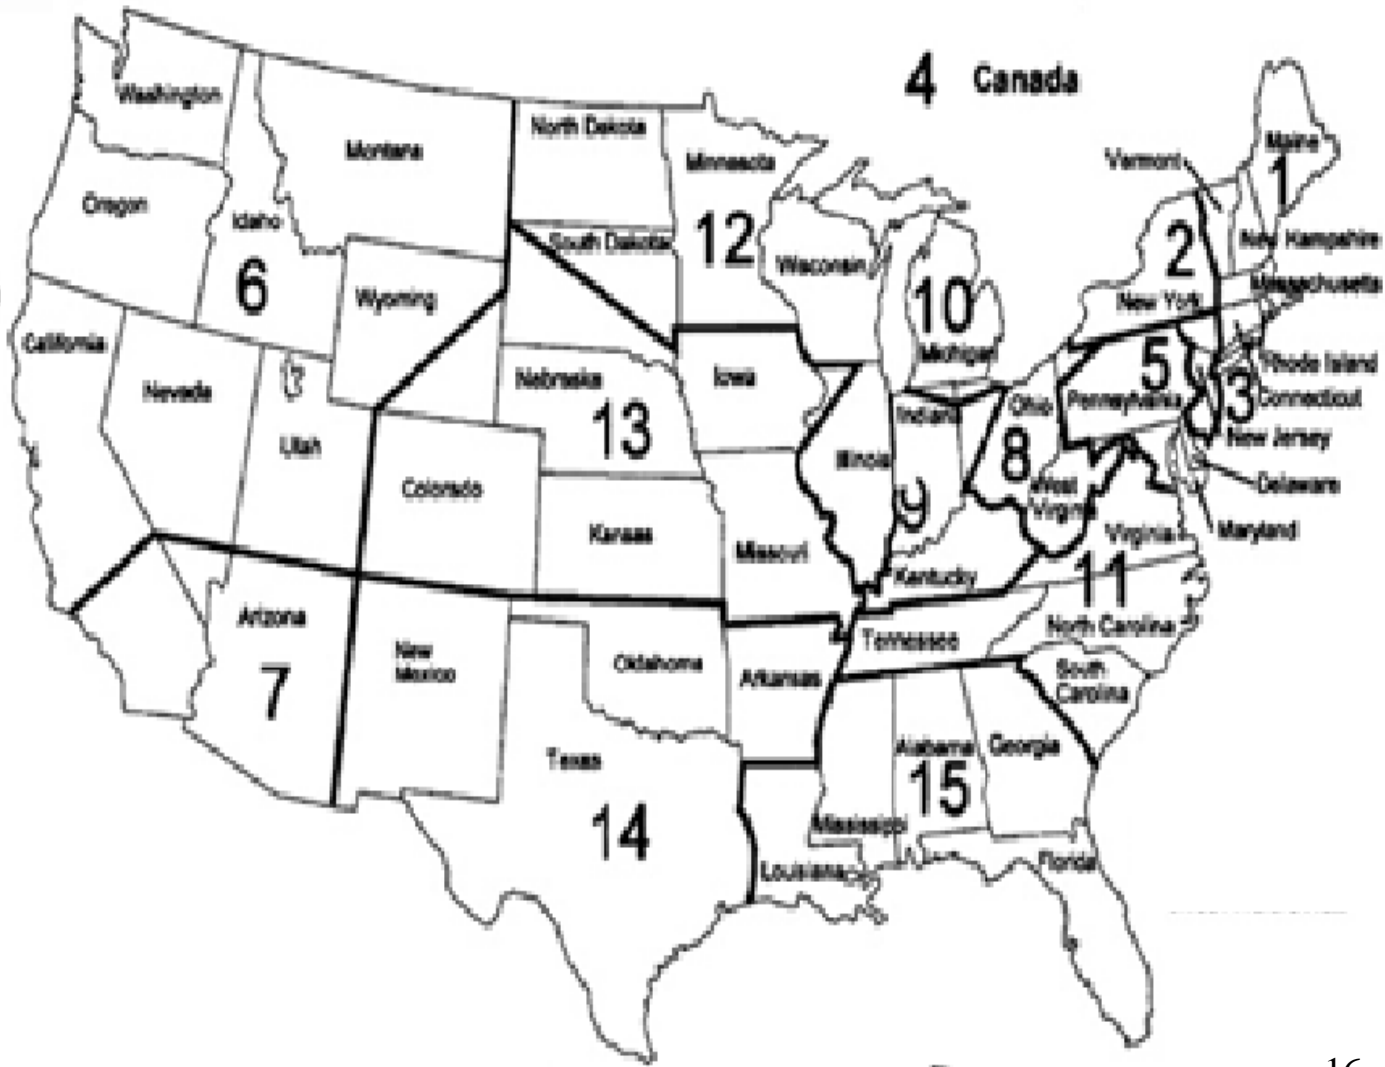 4 Canada
Washington
Montana
North Dakota
Minnesota
Vermont
Maine
1
Oregon
Idaho
South Dakota
12
Wisconsin
2
New Hampshire
6
Wyoming
10
New York
Massachusetts
California
Nevada
Nebraska
Iowa
Michigan
5
Rhode Island
Utah
13
Indiana
Ohio
Pennsylvania
3
Connecticut
Colorado
Illinois
8
New Jersey
Kansas
Missouri
9
West
Virginia
Delaware
Virginia
Maryland
Kentucky
11
Arizona
New
Mexico
Oklahoma
Arkansas
Tennessee
North Carolina
7
South
Carolina
Texas
Alabama
Georgia
14
15
Mississippi
Louisiana
Florida